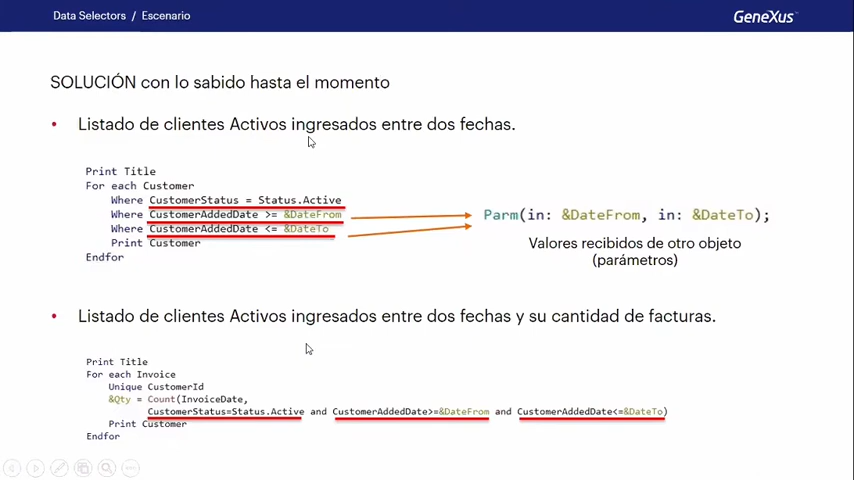 Data Selectors / Escenario
GeneXus™
SOLUCIÓN con lo sabido hasta el momento
• Listado de clientes Activos ingresados entre dos fechas.
Print Title
For each Customer
Where CustomerStatus = Status.Active
Where CustomerAddedDate >= &DateFrom
Where CustomerAddedDate <= &DateTo
Print Customer
Endfor
Parm(in: &DateFrom, in: &DateTo);
Valores recibidos de otro objeto
(parámetros)
• Listado de clientes Activos ingresados entre dos fechas y su cantidad de facturas.
Print Title
For each Invoice
Unique CustomerId
&Qty = Count(InvoiceDate,
CustomerStatus=Status.Active and CustomerAddedDate>=&DateFrom and CustomerAddedDate<=&DateTo)
Print Customer
Endfor